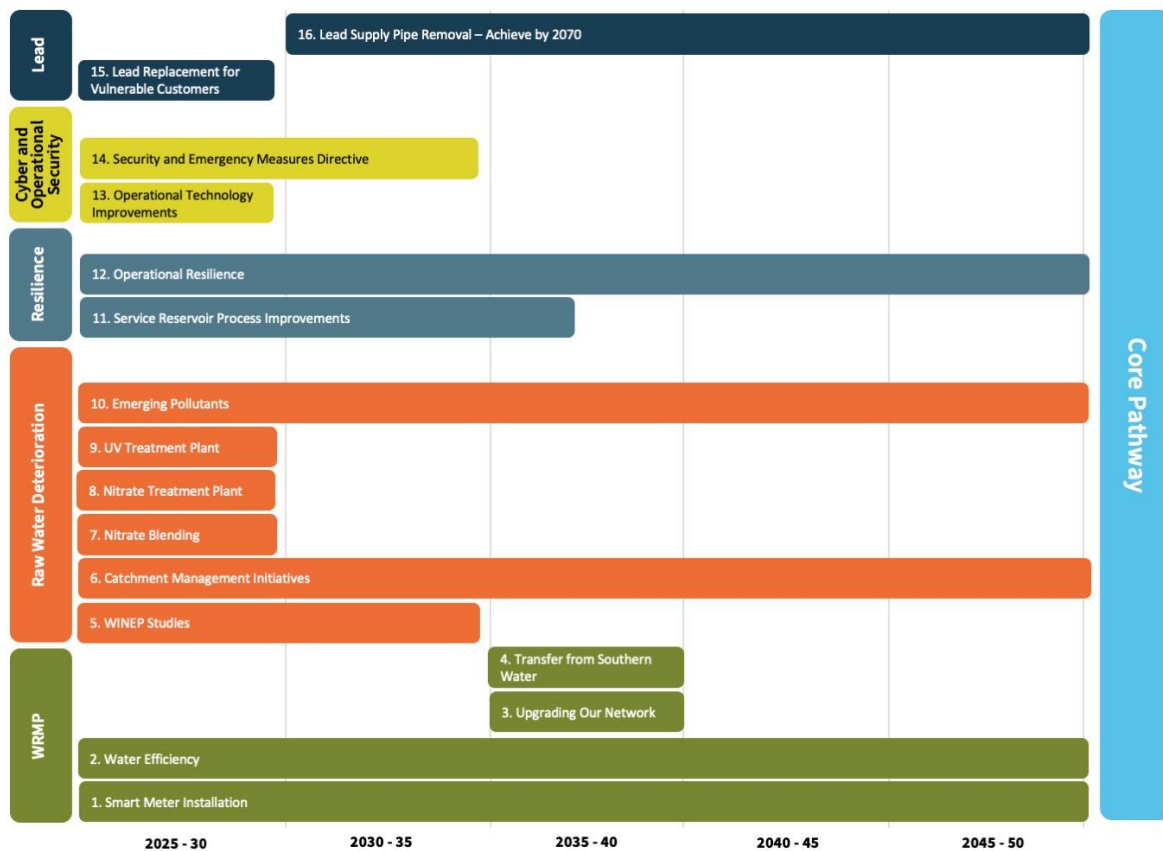 Lead
16. Lead Supply Pipe Removal – Achieve by 2070
15. Lead Replacement for
Vulnerable Customers
Cyber and
Operational
Security
14. Security and Emergency Measures Directive
13. Operational Technology
Improvements
Resilience
12. Operational Resilience
11. Service Reservoir Process Improvements
Raw Water Deterioration
10. Emerging Pollutants
9. UV Treatment Plant
8. Nitrate Treatment Plant
7. Nitrate Blending
6. Catchment Management Initiatives
5. WINEP Studies
WRMP
4. Transfer from Southern
Water
3. Upgrading Our Network
2. Water Efficiency
1. Smart Meter Installation
Core Pathway
2025 - 30
2030 - 35
2035 - 40
2040 - 45
2045 - 50